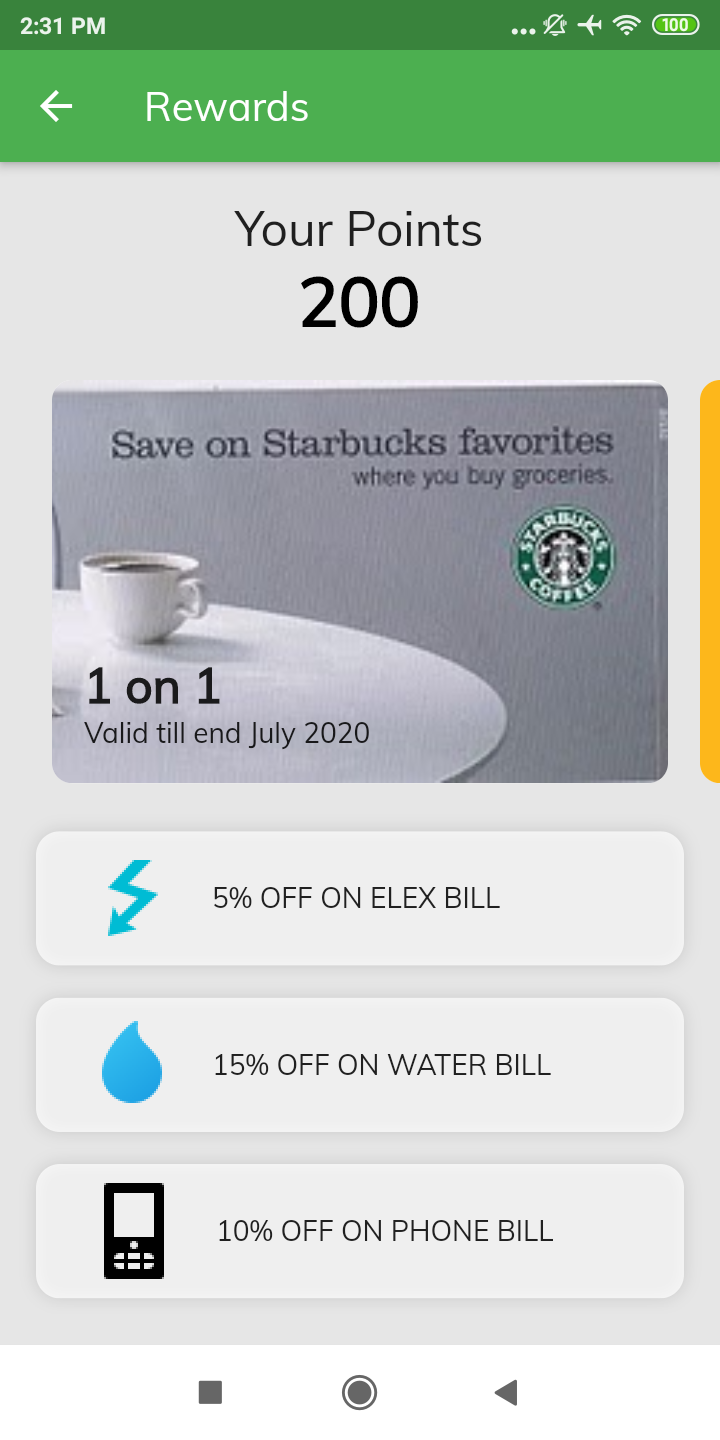 2:31 PM
100
Rewards
Your Points
200
Save on Starbucks favorites
where you buy groceries.
STARBUCKS
COFFEE
1 on 1
Valid till end July 2020
5% OFF ON ELEX BILL
15% OFF ON WATER BILL
10% OFF ON PHONE BILL